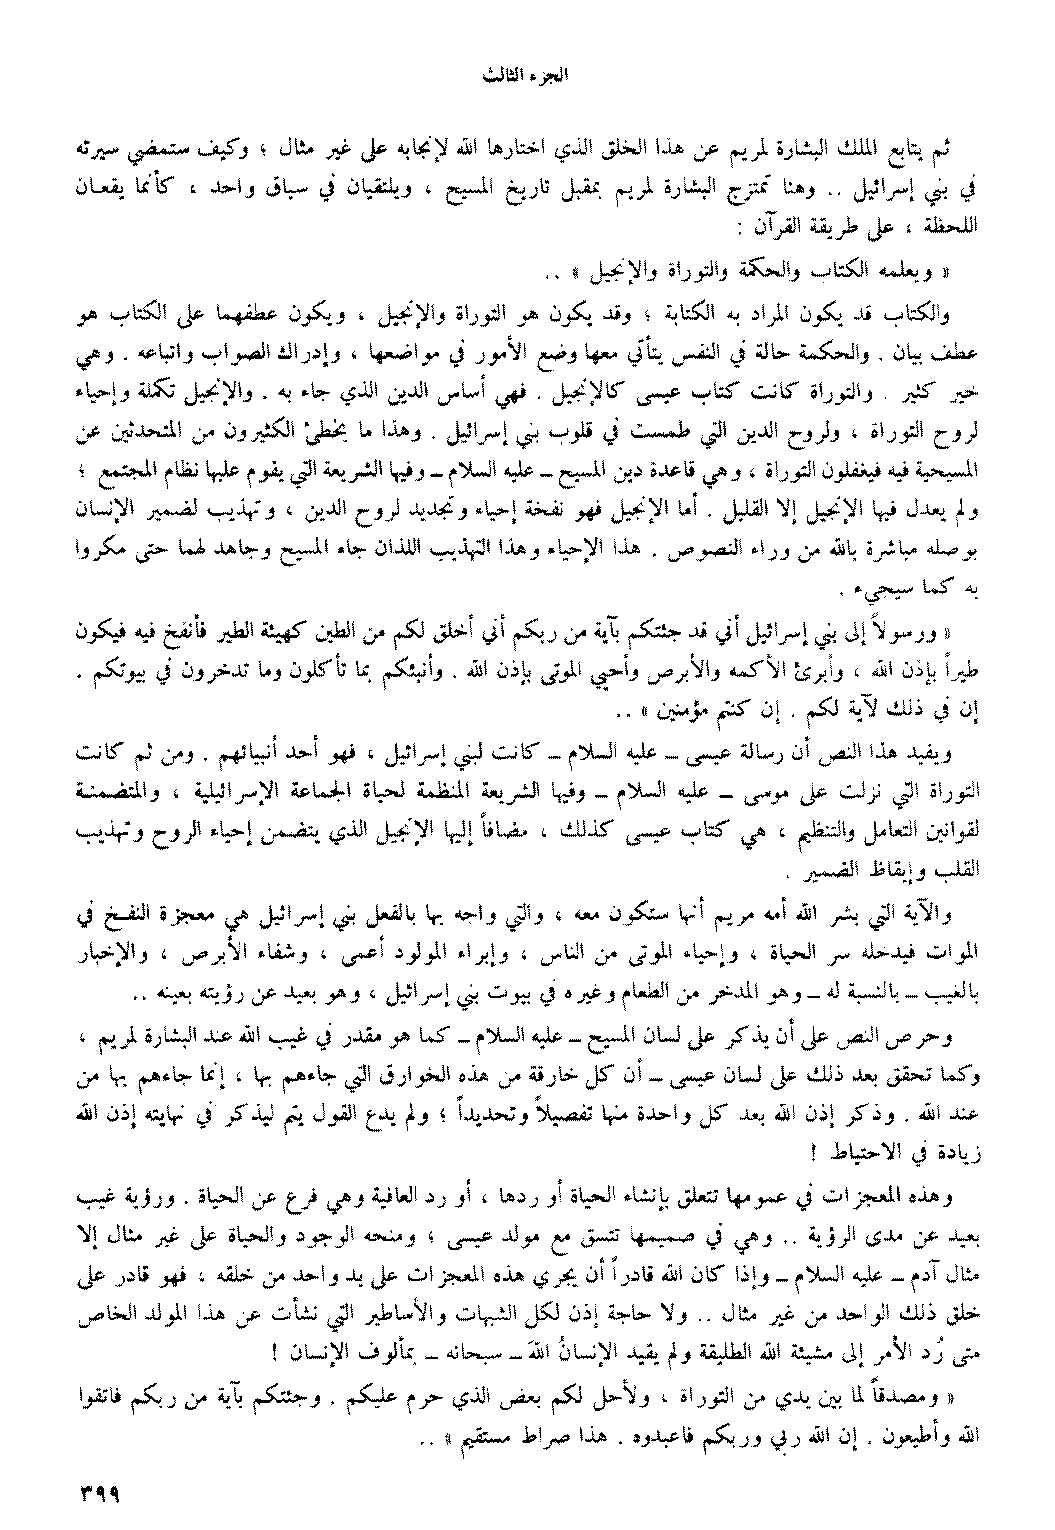 الجزء الثالث
ثم يتابع الملك البشارة لمريم عن هذا الخلق الذي اختارها الله لإنجابه على غير مثال ؛ وكيف ستمضي سيرته
في بني إسرائيل .. وهنا تمتزج البشارة لمريم بمقبل تاريخ المسيح ، ويلتقيان في سياق واحد ، كأنما يقعان
اللحظة ، على طريقة القرآن :
« ويعلمه الكتاب والحكمة والتوراة والإنجيل » ..
والكتاب قد يكون المراد به الكتابة ؛ وقد يكون هو التوراة والإنجيل ، ويكون عطفهما على الكتاب هو
عطف بيان . والحكمة حالة في النفس يتأتي معها وضع الأمور في مواضعها ، وإدراك الصواب واتباعه . وهي
خير كثير . والتوراة كانت كتاب عيسى كالإنجيل . فهي أساس الدين الذي جاء به . والإنجيل تكملة وإحياء
لروح التوراة ، ولروح الدين التي طمست في قلوب بني إسرائيل . وهذا ما يخطئ الكثيرون من المتحدثين عن
المسيحية فيه فيغفلون التوراة ، وهي قاعدة دين المسيح – عليه السلام – وفيها الشريعة التي يقوم عليها نظام المجتمع ؛
ولم يعدل فيها الإنجيل إلا القليل . أما الإنجيل فهو نفخة إحياء وتجديد لروح الدين ، وتهذيب لضمير الإنسان
بوصله مباشرة بالله من وراء النصوص . هذا الإحياء وهذا التهذيب اللذان جاء المسيح وجاهد لهما حتى مكروا
به كما سيجيء .
« ورسولاً إلى بني إسرائيل أني قد جئتكم بآية من ربكم أني أخلق لكم من الطين كهيئة الطير فأنفخ فيه فيكون
طيراً بإذن الله ، وأبرئ الأكمه والأبرص وأحيي الموتى بإذن الله . وأنبئكم بما تأكلون وما تدخرون في بيوتكم .
إن في ذلك لآية لكم . إن كنتم مؤمنين » ..
ويفيد هذا النص أن رسالة عيسى – عليه السلام – كانت لبني إسرائيل ، فهو أحد أنبيائهم . ومن ثم كانت
التوراة التي نزلت على موسى – عليه السلام – وفيها الشريعة المنظمة لحياة الجماعة الإسرائيلية ، والمتضمنة
لقوانين التعامل والتنظيم ، هي كتاب عيسى كذلك ، مضافاً إليها الإنجيل الذي يتضمن إحياء الروح وتهذيب
القلب وإيقاظ الضمير .
والآية التي بشر الله أمه مريم أنها ستكون معه ، والتي واجه بها بالفعل بني إسرائيل هي معجزة النفخ في
الموات فيدخله سر الحياة ، وإحياء الموتى من الناس ، وإبراء المولود أعمى ، وشفاء الأبرص ، والإخبار
بالغيب – بالنسبة له – وهو المدخر من الطعام وغيره في بيوت بني إسرائيل ، وهو بعيد عن رؤيته بعينه ..
وحرص النص على أن يذكر على لسان المسيح – عليه السلام – كما هو مقدر في غيب الله عند البشارة لمريم ،
وكما تحقق بعد ذلك على لسان عيسى – أن كل خارقة من هذه الخوارق التي جاءهم بها ، إنما جاءهم بها من
عند الله . وذكر إذن الله بعد كل واحدة منها تفصيلاً وتحديداً ؛ ولم يدع القول يتم ليذكر في نهايته إذن الله
زيادة في الاحتياط !
وهذه المعجزات في عمومها تتعلق بإنشاء الحياة أو ردها ، أو رد العافية وهي فرع عن الحياة . ورؤية غيب
بعيد عن مدى الرؤية .. وهي في صميمها تتسق مع مولد عيسى ؛ ومنحه الوجود والحياة على غير مثال إلا
مثال آدم – عليه السلام – وإذا كان الله قادراً أن يجري هذه المعجزات على يد واحد من خلقه ، فهو قادر على
خلق ذلك الواحد من غير مثال .. ولا حاجة إذن لكل الشبهات والأساطير التي نشأت عن هذا المولد الخاص
متى رُد الأمر إلى مشيئة الله الطليقة ولم يقيد الإنسانُ اللهَ – سبحانه – بمألوف الإنسان !
« ومصدقاً لما بين يدي من التوراة ، ولأحل لكم بعض الذي حرم عليكم . وجئتكم بآية من ربكم فاتقوا
الله وأطيعون . إن الله ربي وربكم فاعبدوه . هذا صراط مستقيم » ..
٣٩٩